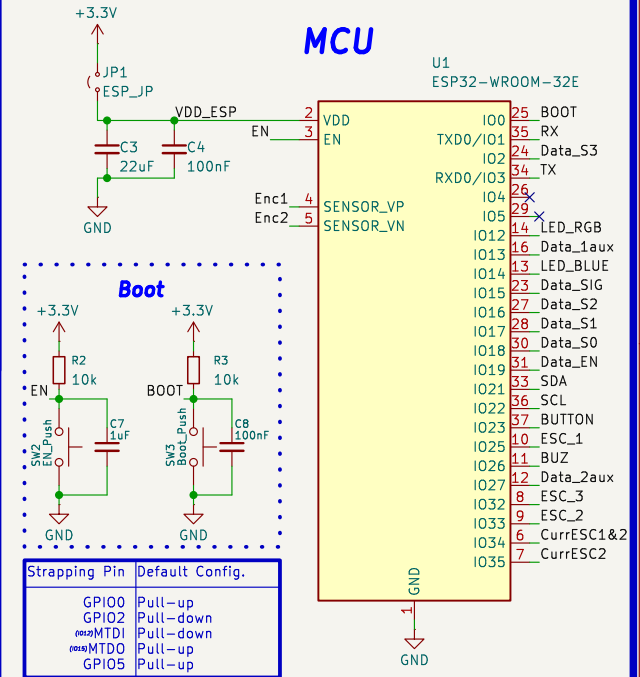 +3.3V
MCU
JP1
ESP_JP
U1
ESP32-WROOM-32E
VDD_ESP
2 VDD
EN 3 EN
C3
22uF
C4
100nF
GND
Enc1 4 SENSOR_VP
Enc2 5 SENSOR_VN
IO0 25 BOOT
TXD0/IO1 35 RX
IO2 24 Data_S3
RXD0/IO3 34 TX
IO4 26
IO5 29
IO12 14 LED_RGB
IO13 16 Data_1aux
IO14 13 LED_BLUE
IO15 23 Data_SIG
IO16 27 Data_S2
IO17 28 Data_S1
IO18 30 Data_S0
IO19 31 Data_EN
IO21 33 SDA
IO22 36 SCL
IO23 37 BUTTON
IO25 10 ESC_1
IO26 11 BUZ
IO27 12 Data_2aux
IO32 8 ESC_3
IO33 9 ESC_2
IO34 6 CurrESC1&2
IO35 7 CurrESC2
GND
1
GND
Boot
+3.3V
+3.3V
R2
10k
R3
10k
EN
BOOT
SW2
EN_Push
C7
1uF
SW3
Boot_Push
C8
100nF
GND
GND
Strapping Pin Default Config.
GPIO0 Pull-up
GPIO2 Pull-down
(IO12)MTDI Pull-down
(IO15)MTDO Pull-up
GPIO5 Pull-up